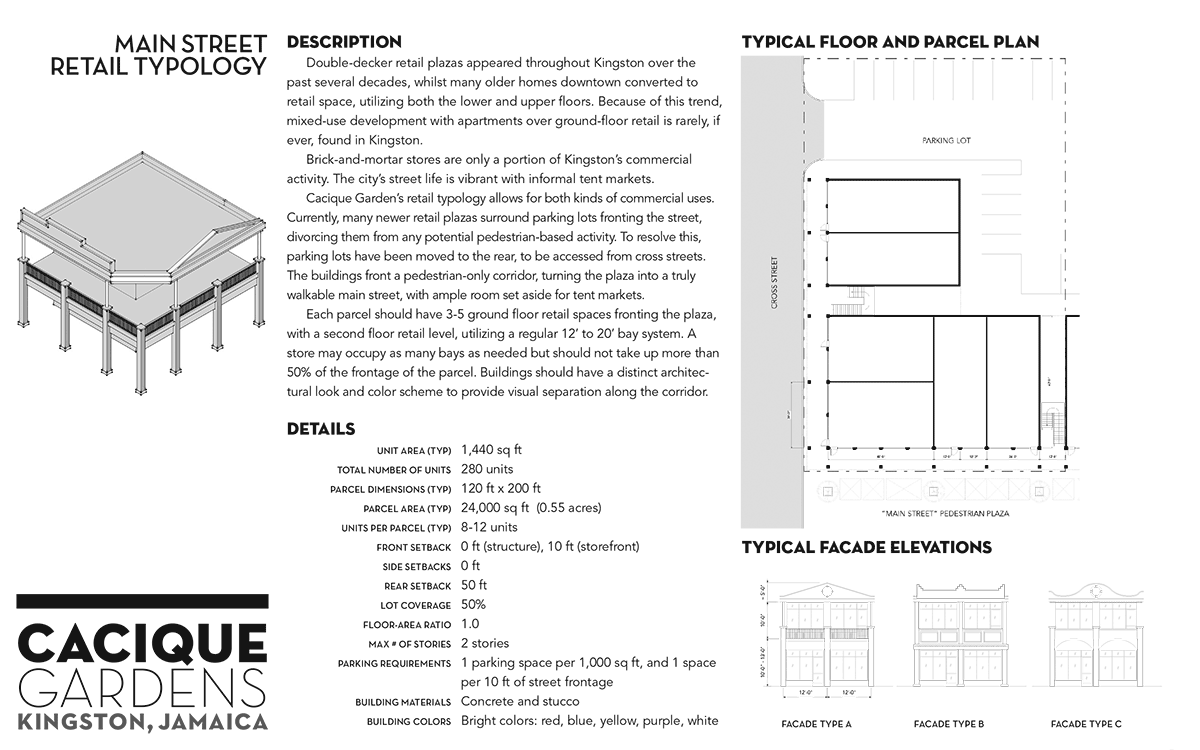 MAIN STREET
RETAIL TYPOLOGY
DESCRIPTION
Double-decker retail plazas appeared throughout Kingston over the
past several decades, whilst many older homes downtown converted to
retail space, utilizing both the lower and upper floors. Because of this trend,
mixed-use development with apartments over ground-floor retail is rarely, if
ever, found in Kingston.
Brick-and-mortar stores are only a portion of Kingston's commercial
activity. The city's street life is vibrant with informal tent markets.
Cacique Garden's retail typology allows for both kinds of commercial uses.
Currently, many newer retail plazas surround parking lots fronting the street,
divorcing them from any potential pedestrian-based activity. To resolve this,
parking lots have been moved to the rear, to be accessed from cross streets.
The buildings front a pedestrian-only corridor, turning the plaza into a truly
walkable main street, with ample room set aside for tent markets.
Each parcel should have 3-5 ground floor retail spaces fronting the plaza,
with a second floor retail level, utilizing a regular 12' to 20' bay system. A
store may occupy as many bays as needed but should not take up more than
50% of the frontage of the parcel. Buildings should have a distinct architec-
tural look and color scheme to provide visual separation along the corridor.
DETAILS
UNIT AREA (TYP) 1,440 sq ft
TOTAL NUMBER OF UNITS 280 units
PARCEL DIMENSIONS (TYP) 120 ft x 200 ft
PARCEL AREA (TYP) 24,000 sq ft (0.55 acres)
UNITS PER PARCEL (TYP) 8-12 units
FRONT SETBACK 0 ft (structure), 10 ft (storefront)
SIDE SETBACKS 0 ft
REAR SETBACK 50 ft
LOT COVERAGE 50%
FLOOR-AREA RATIO 1.0
MAX # OF STORIES 2 stories
PARKING REQUIREMENTS 1 parking space per 1,000 sq ft, and 1 space
per 10 ft of street frontage
BUILDING MATERIALS Concrete and stucco
BUILDING COLORS Bright colors: red, blue, yellow, purple, white
CACIQUE
GARDENS
KINGSTON, JAMAICA
TYPICAL FLOOR AND PARCEL PLAN
PARKING LOT
CROSS STREET
"MAIN STREET" PEDESTRIAN PLAZA
TYPICAL FACADE ELEVATIONS
+ 5'-0"
10'-0"
10'-0" - 13'-0"
12'-0"
12'-0"
FACADE TYPE A
FACADE TYPE B
FACADE TYPE C